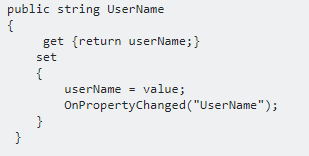 public string UserName
{
     get {return userName;}
    set
    {
        userName = value;
        OnPropertyChanged("UserName");
    }
 }